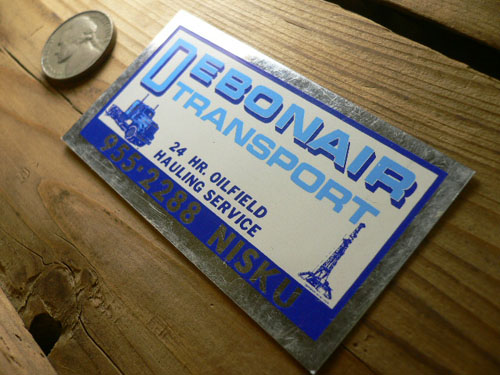 DEBONAIR
TRANSPORT
24 HR. OILFIELD
HAULING SERVICE
955-2288 NISKU